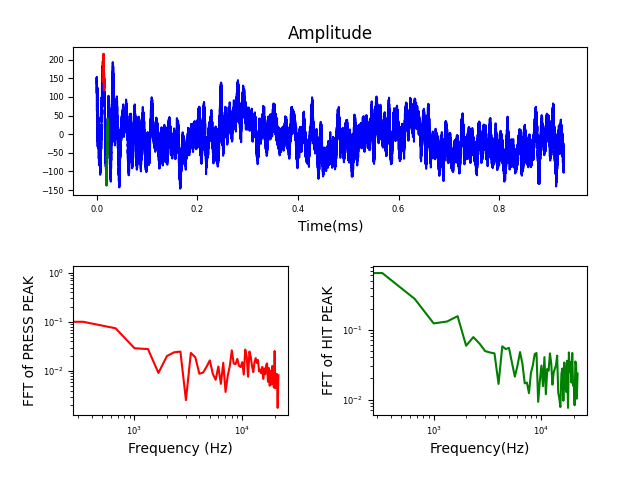 Amplitude
200
150
100
50
0
−50
−100
−150
0.0 0.2 0.4 0.6 0.8
Time(ms)
FFT of PRESS PEAK
10⁰
10⁻¹
10⁻²
10³ 10⁴
Frequency (Hz)
FFT of HIT PEAK
10⁻¹
10⁻²
10³ 10⁴
Frequency(Hz)